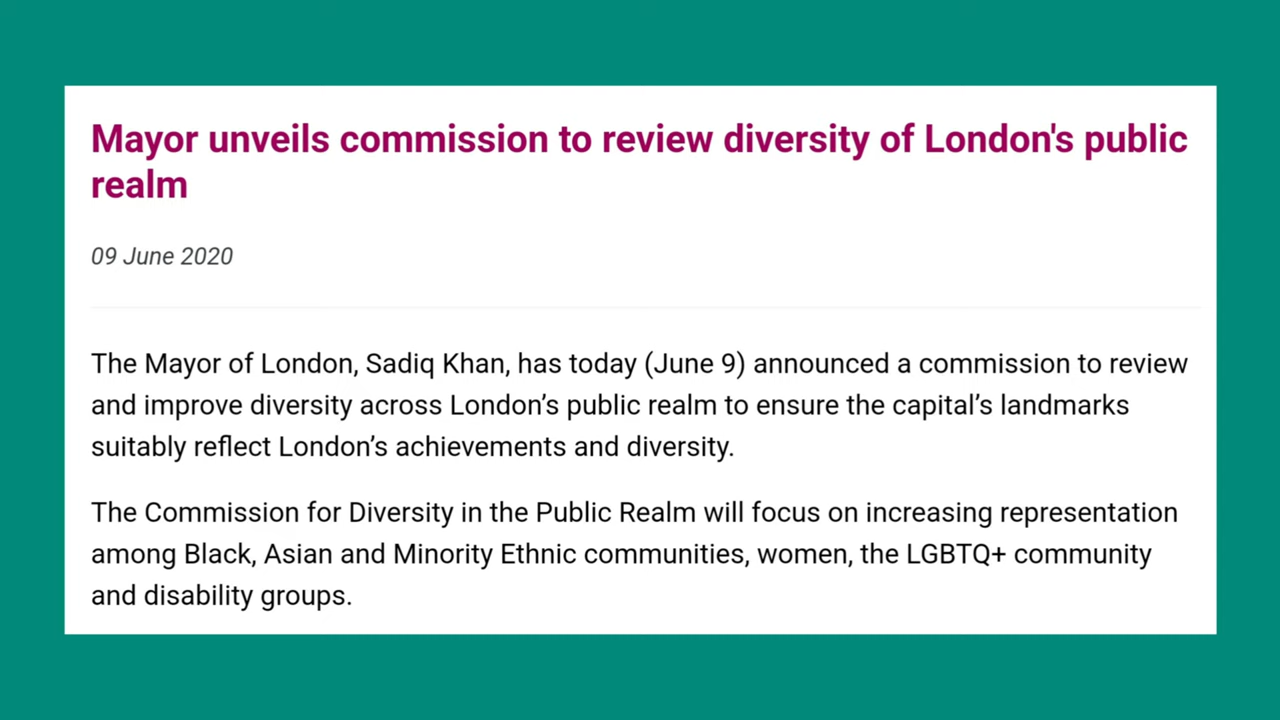 Mayor unveils commission to review diversity of London's public
realm
09 June 2020
The Mayor of London, Sadiq Khan, has today (June 9) announced a commission to review
and improve diversity across London’s public realm to ensure the capital’s landmarks
suitably reflect London’s achievements and diversity.
The Commission for Diversity in the Public Realm will focus on increasing representation
among Black, Asian and Minority Ethnic communities, women, the LGBTQ+ community
and disability groups.